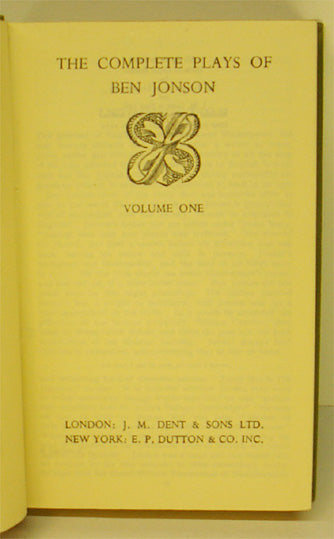 THE COMPLETE PLAYS OF
BEN JONSON
VOLUME ONE
LONDON: J. M. DENT & SONS LTD.
NEW YORK: E. P. DUTTON & CO. INC.